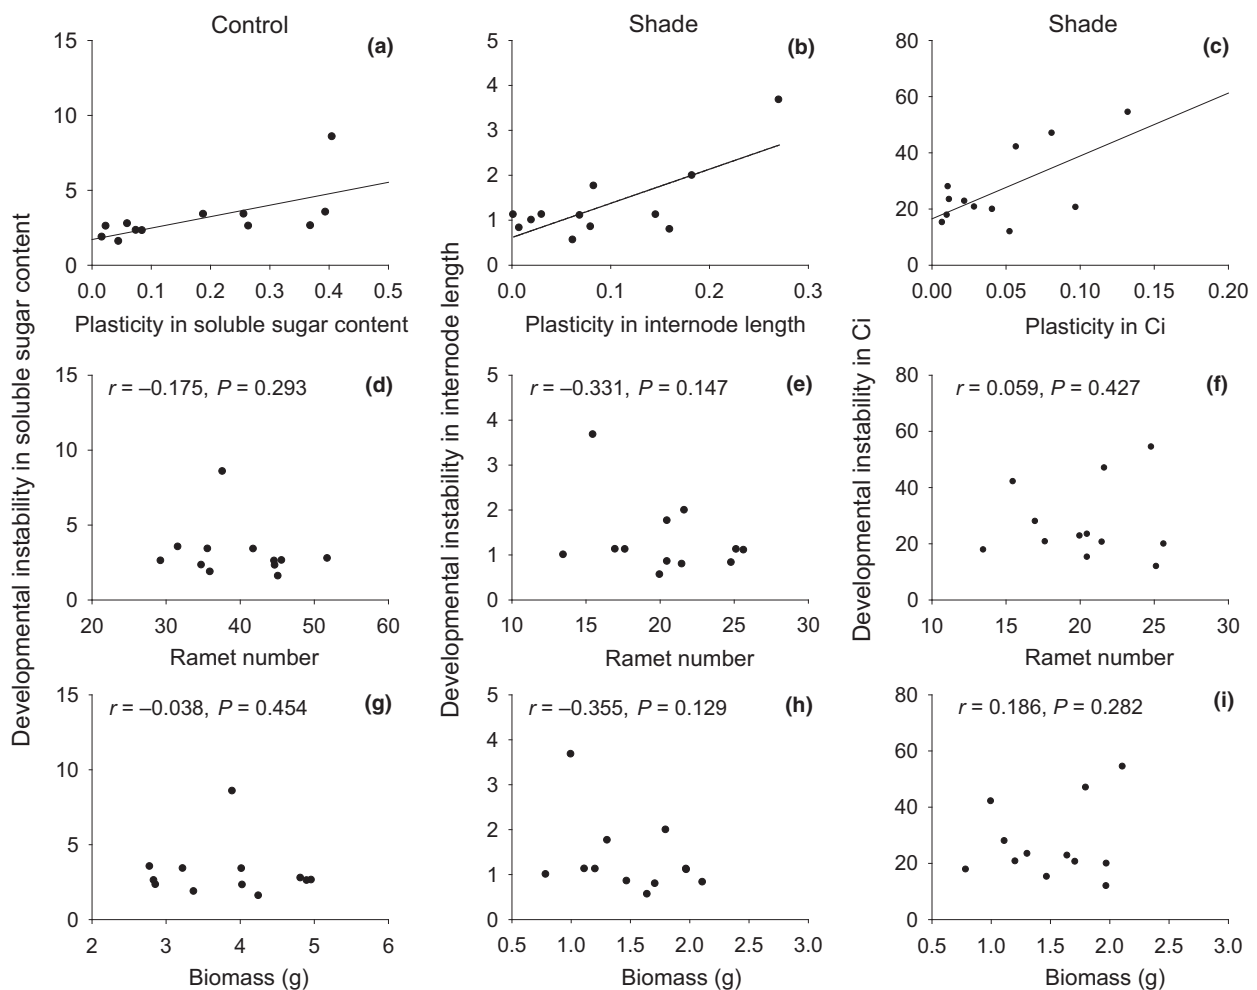 Control
Shade
Shade
(a)
(b)
(c)
15
10
5
0
0.0 0.1 0.2 0.3 0.4 0.5
Plasticity in soluble sugar content
5
4
3
2
1
0
0.0 0.1 0.2 0.3
Plasticity in internode length
80
60
40
20
0
0.00 0.05 0.10 0.15 0.20
Plasticity in Ci
Developmental instability in soluble sugar content
Developmental instability in internode length
Developmental instability in Ci
r = –0.175, P = 0.293
(d)
15
10
5
0
20 30 40 50 60
Ramet number
r = –0.331, P = 0.147
(e)
5
4
3
2
1
0
10 15 20 25 30
Ramet number
r = 0.059, P = 0.427
(f)
80
60
40
20
0
10 15 20 25 30
Ramet number
r = –0.038, P = 0.454
(g)
15
10
5
0
2 3 4 5 6
Biomass (g)
r = –0.355, P = 0.129
(h)
5
4
3
2
1
0
0.5 1.0 1.5 2.0 2.5 3.0
Biomass (g)
r = 0.186, P = 0.282
(i)
80
60
40
20
0
0.5 1.0 1.5 2.0 2.5 3.0
Biomass (g)